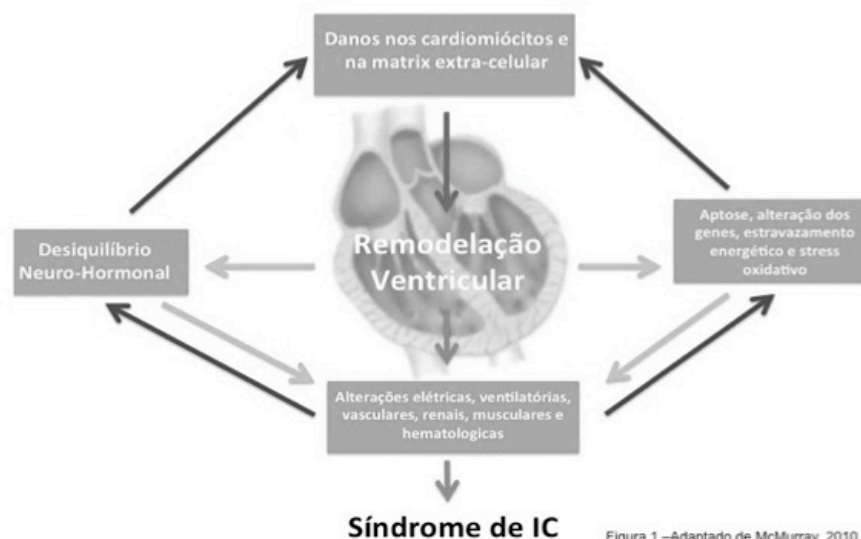 Danos nos cardiomiócitos e
na matrix extra-celular
Remodelação
Ventricular
Desiquilíbrio
Neuro-Hormonal
Aptose, alteração dos
genes, estravazamento
energético e stress
oxidativo
Alterações elétricas, ventilatórias,
vasculares, renais, musculares e
hematologicas
Síndrome de IC
Figura 1 –Adaptado de McMurray, 2010